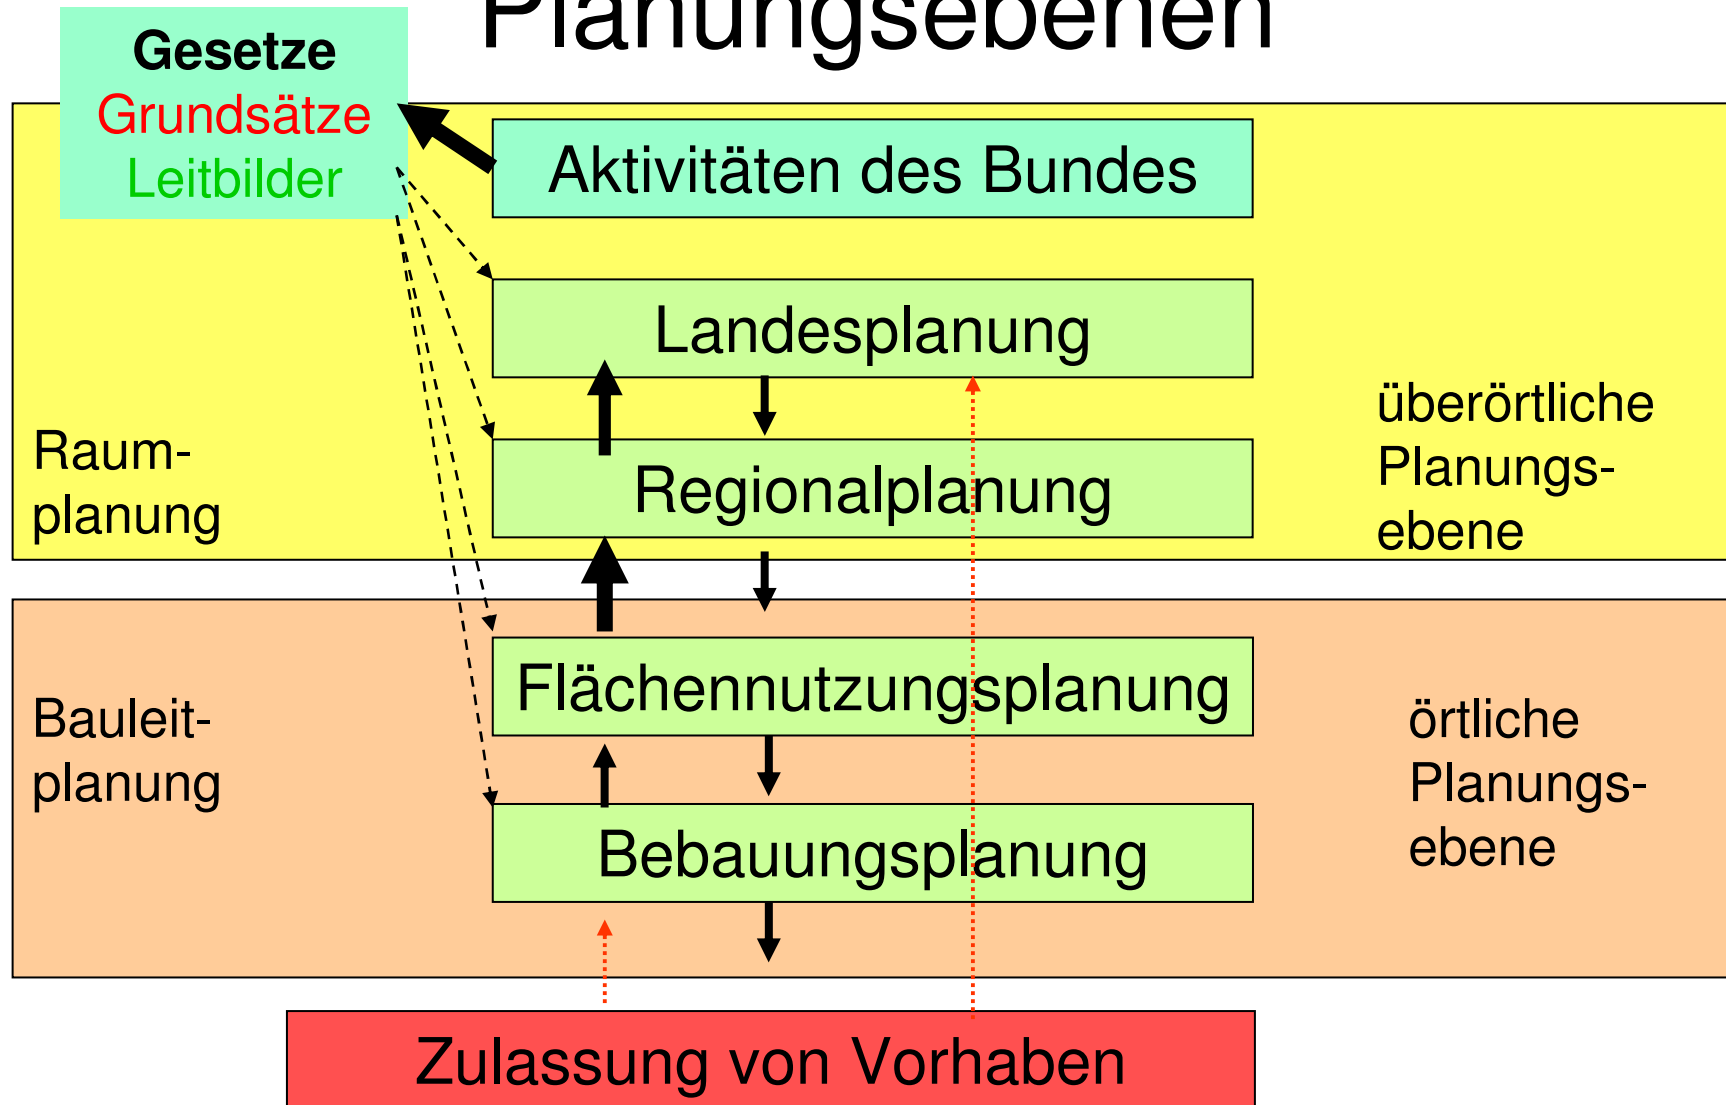 Planungsebenen
Gesetze
Grundsätze
Leitbilder
Aktivitäten des Bundes
Landesplanung
Regionalplanung
Raum-
planung
überörtliche
Planungs-
ebene
Flächennutzungsplanung
Bebauungsplanung
Bauleit-
planung
örtliche
Planungs-
ebene
Zulassung von Vorhaben